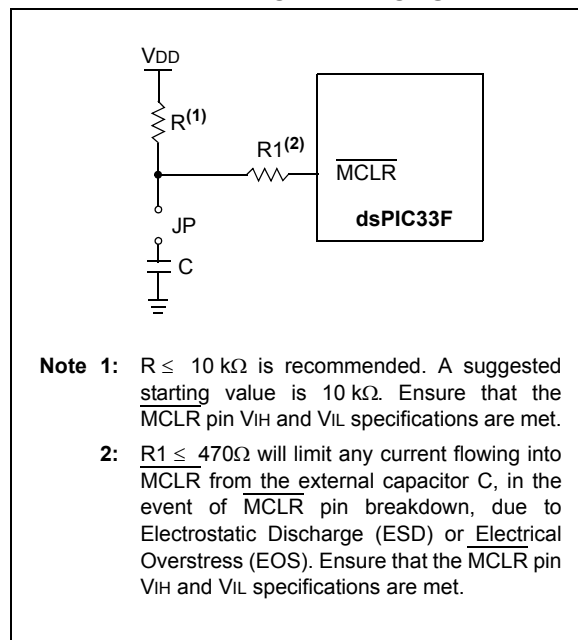 VDD
R(1)
R1(2)
MCLR
dsPIC33F
JP
C
Note 1: R ≤ 10 kΩ is recommended. A suggested
starting value is 10 kΩ. Ensure that the
MCLR pin VIH and VIL specifications are met.
2: R1 ≤ 470Ω will limit any current flowing into
MCLR from the external capacitor C, in the
event of MCLR pin breakdown, due to
Electrostatic Discharge (ESD) or Electrical
Overstress (EOS). Ensure that the MCLR pin
VIH and VIL specifications are met.